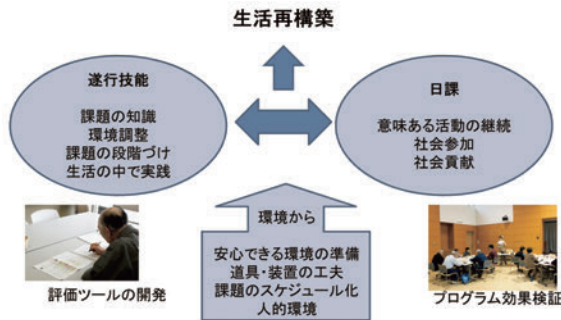 生活再構築
遂行技能
課題の知識
環境調整
課題の段階づけ
生活の中で実践
日課
意味ある活動の継続
社会参加
社会貢献
環境から
安心できる環境の準備
道具・装置の工夫
課題のスケジュール化
人的環境
評価ツールの開発
プログラム効果検証